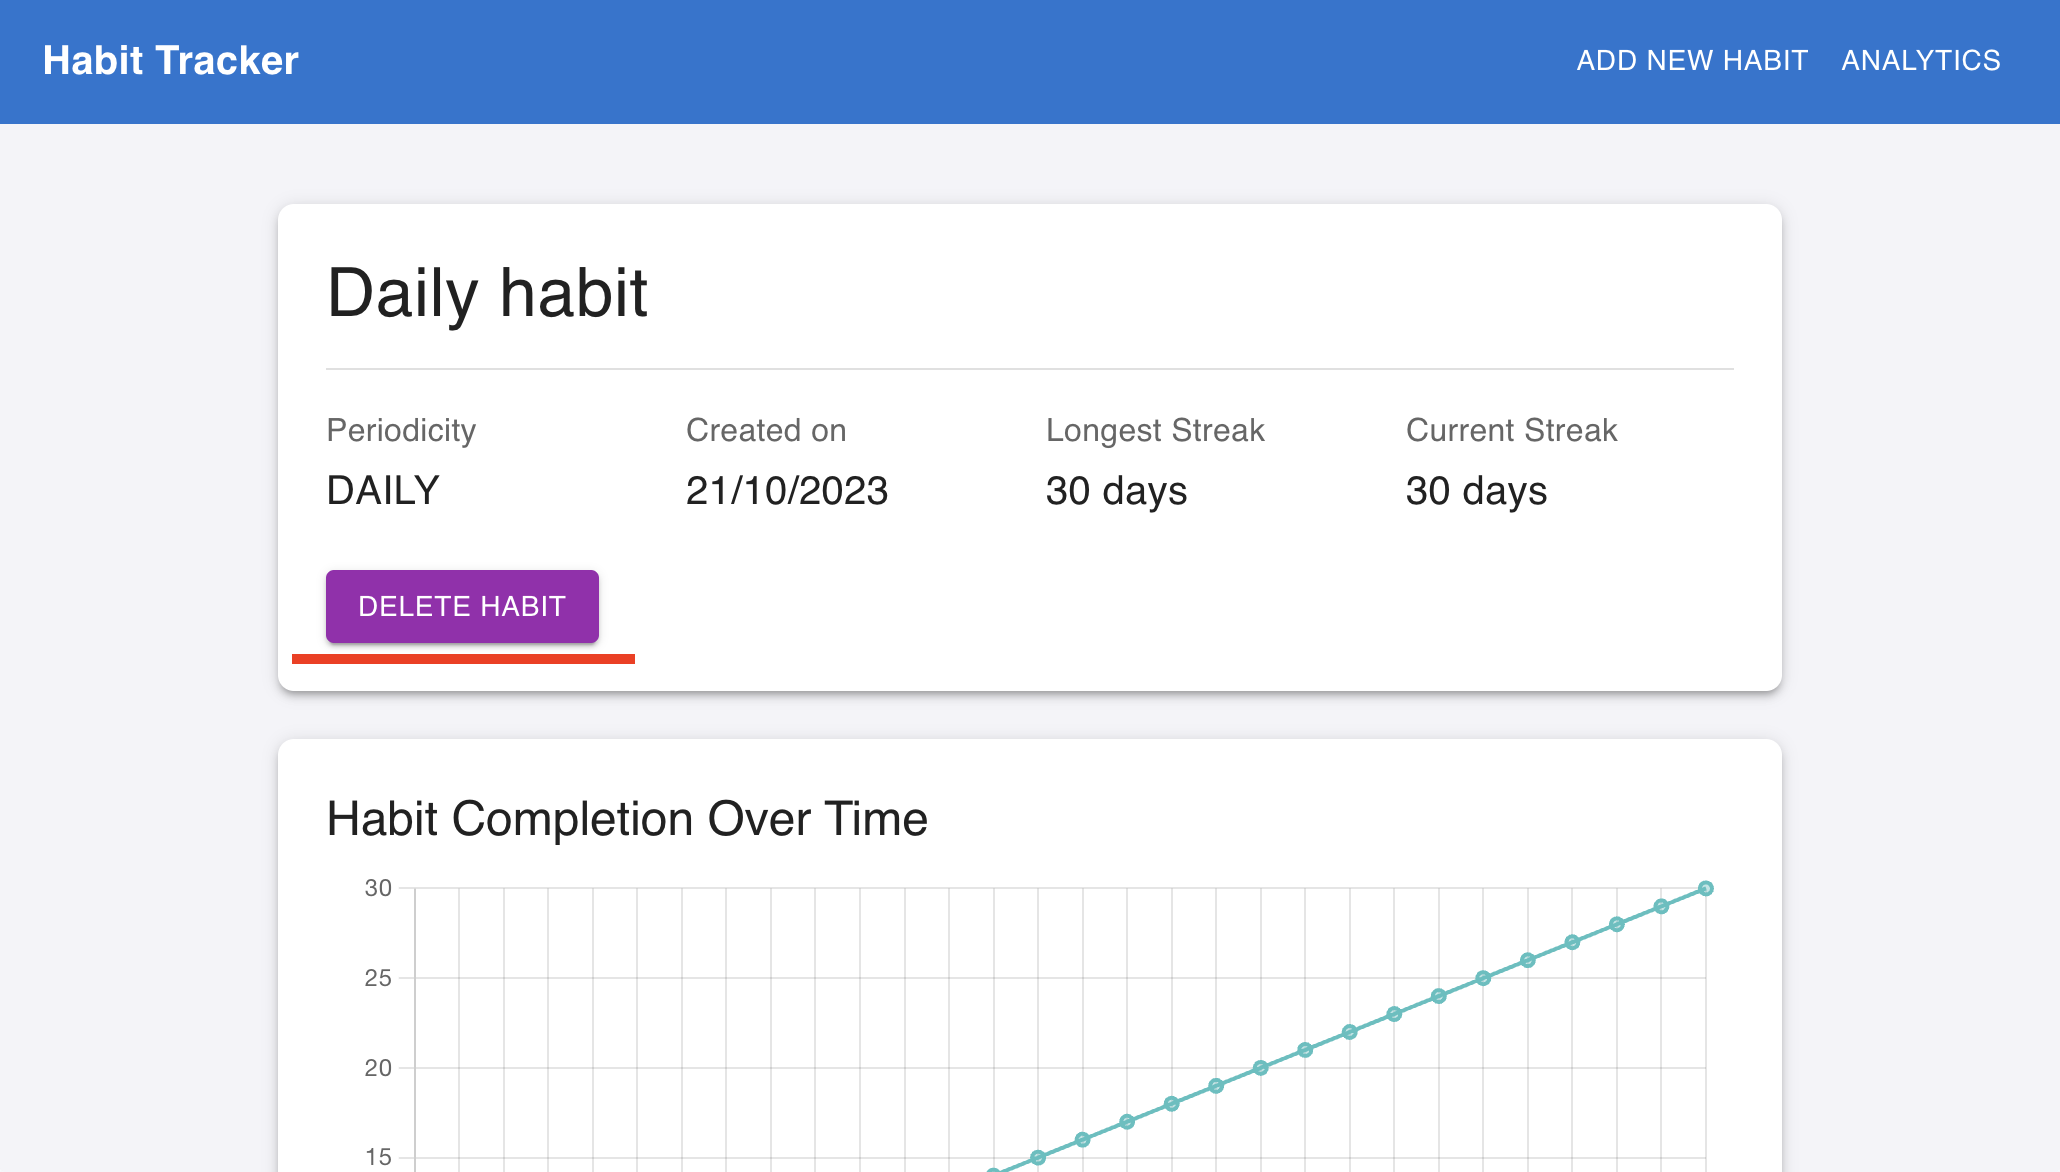 Habit Tracker
ADD NEW HABIT ANALYTICS
Daily habit
Periodicity Created on Longest Streak Current Streak
DAILY 21/10/2023 30 days 30 days
DELETE HABIT
Habit Completion Over Time
30
25
20
15